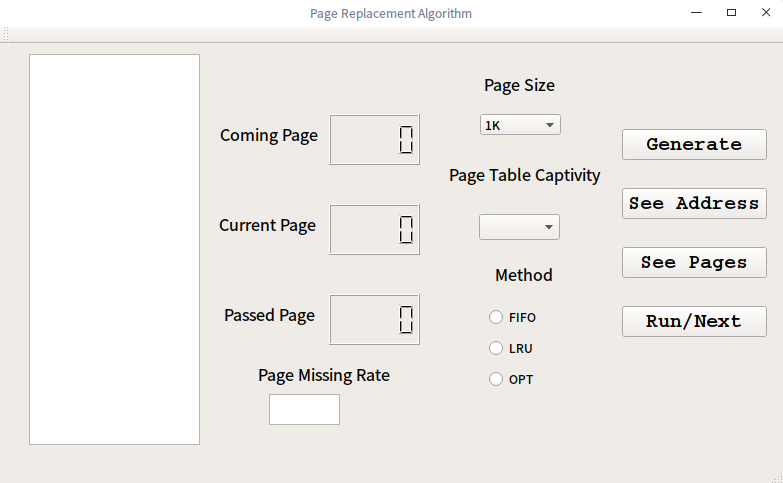 Page Replacement Algorithm
Page Size
1K
Coming Page
0
Generate
Page Table Captivity
See Address
Current Page
0
See Pages
Method
Passed Page
0
FIFO
Run/Next
LRU
Page Missing Rate
OPT